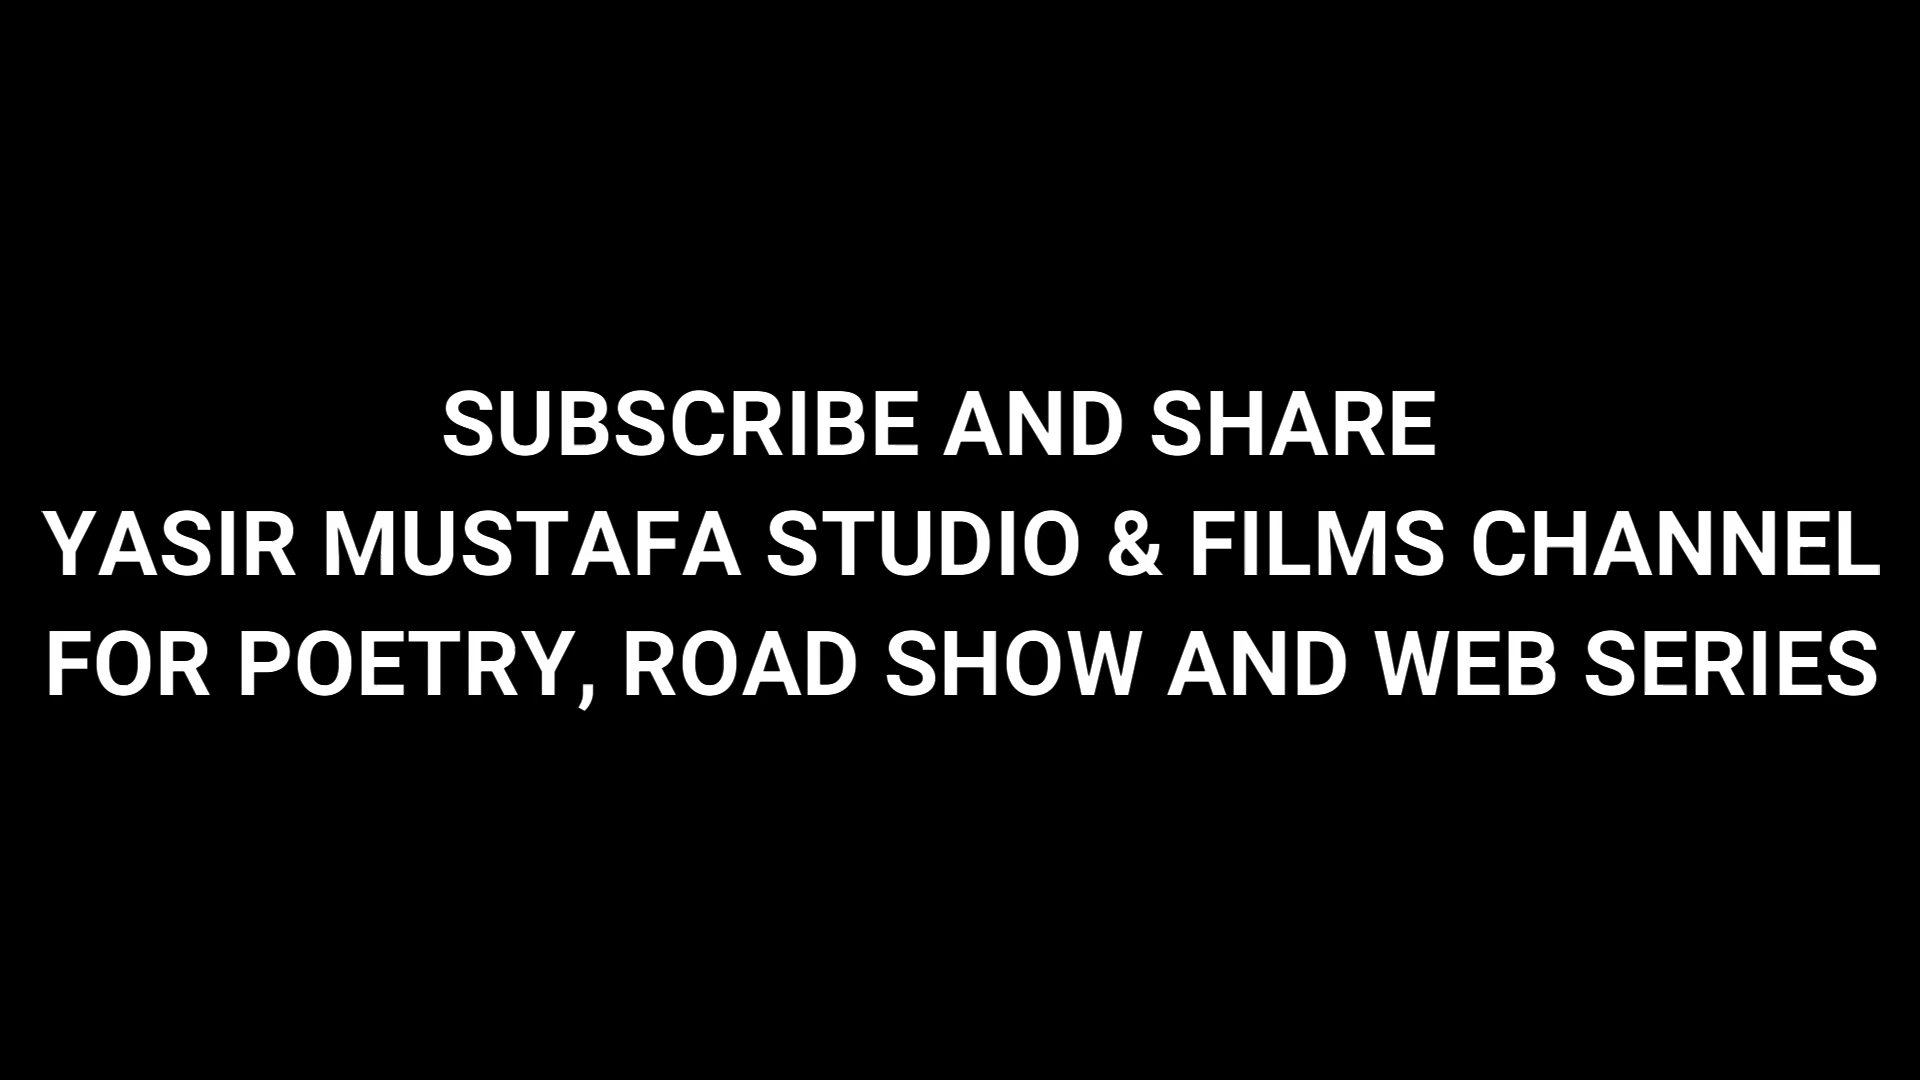 SUBSCRIBE AND SHARE
YASIR MUSTAFA STUDIO & FILMS CHANNEL
FOR POETRY, ROAD SHOW AND WEB SERIES